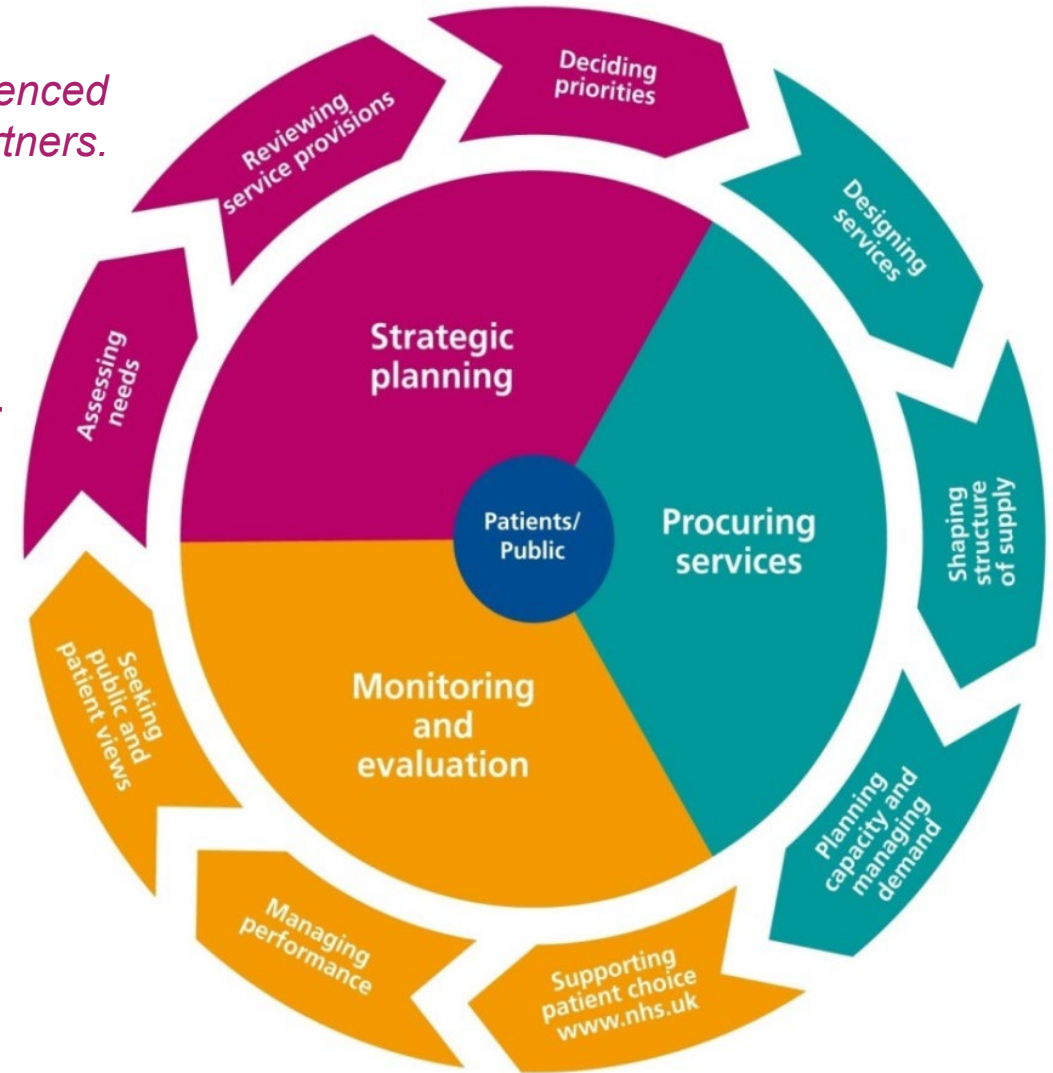 enced
rtners.
Deciding
priorities
Reviewing
service provisions
Designing
services
Assessing
needs
Strategic
planning
Patients/
Public
Procuring
services
Shaping
structure
of supply
Monitoring
and
evaluation
Seeking
public and
patient views
Planning
capacity and
managing
demand
Managing
performance
Supporting
patient choice
www.nhs.uk